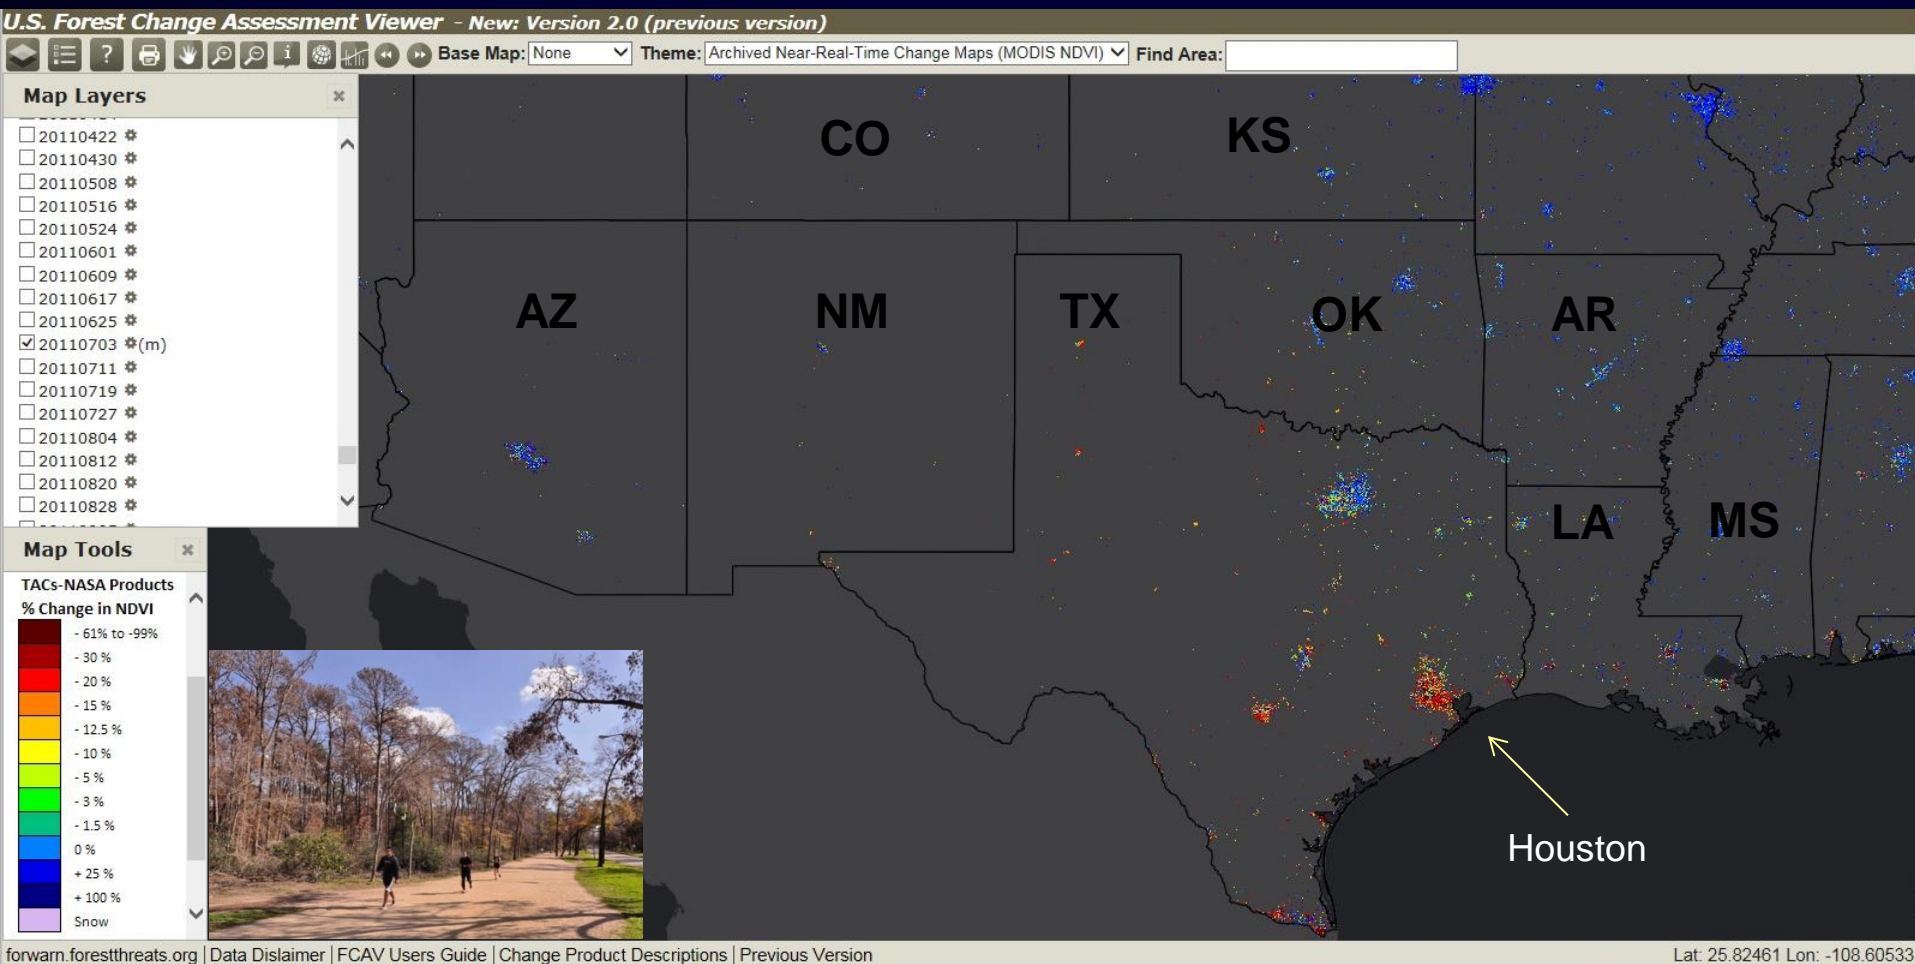 U.S. Forest Change Assessment Viewer - New: Version 2.0 (previous version)
? i Base Map: None Theme: Archived Near-Real-Time Change Maps (MODIS NDVI) Find Area:
Map Layers
20110422
20110430
20110508
20110516
20110524
20110601
20110609
20110617
20110625
20110703 (m)
20110711
20110719
20110727
20110804
20110812
20110820
20110828
Map Tools
TACs-NASA Products
% Change in NDVI
- 61% to -99%
- 30 %
- 20 %
- 15 %
- 12.5 %
- 10 %
- 5 %
- 3 %
- 1.5 %
0 %
+ 25 %
+ 100 %
Snow
CO
KS
AZ
NM
TX
OK
AR
LA
MS
Houston
forwarn.forestthreats.org | Data Dislaimer | FCAV Users Guide | Change Product Descriptions | Previous Version
Lat: 25.82461 Lon: -108.60533